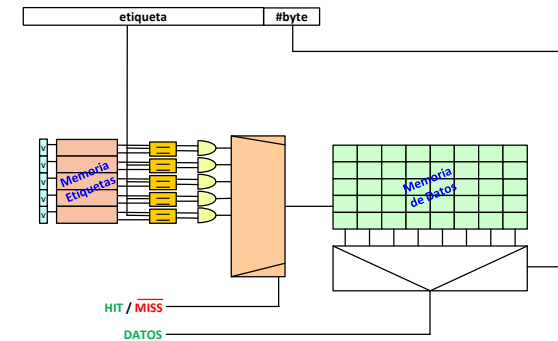 etiqueta #byte
V
V
V
V
V
Memoria
Etiquetas
=
=
=
=
=
Memoria
de Datos
HIT / MISS
DATOS